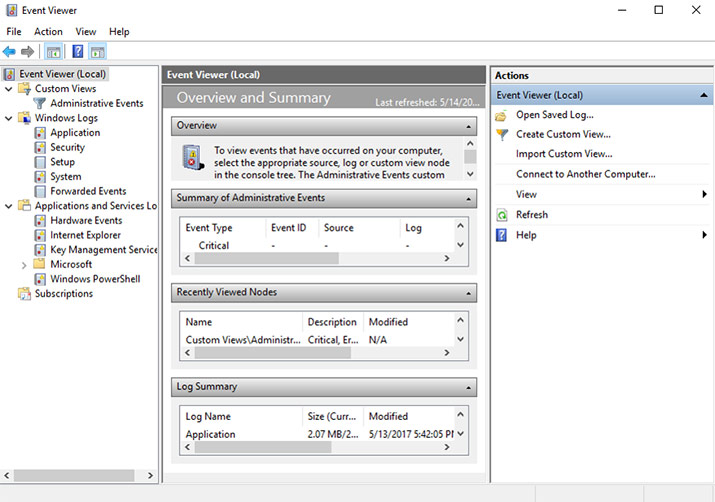 Event Viewer
File Action View Help
Event Viewer (Local)
Custom Views
Administrative Events
Windows Logs
Application
Security
Setup
System
Forwarded Events
Applications and Services Lo
Hardware Events
Internet Explorer
Key Management Service
Microsoft
Windows PowerShell
Subscriptions
Event Viewer (Local)
Overview and Summary Last refreshed: 5/14/20...
Overview
To view events that have occurred on your computer,
select the appropriate source, log or custom view node
in the console tree. The Administrative Events custom
Summary of Administrative Events
Event Type Event ID Source Log
Critical - - -
Recently Viewed Nodes
Name Description Modified
Custom Views\Administr... Critical, Er... N/A
Log Summary
Log Name Size (Curr... Modified
Application 2.07 MB/2... 5/13/2017 5:42:05 PM
Actions
Event Viewer (Local)
Open Saved Log...
Create Custom View...
Import Custom View...
Connect to Another Computer...
View
Refresh
Help